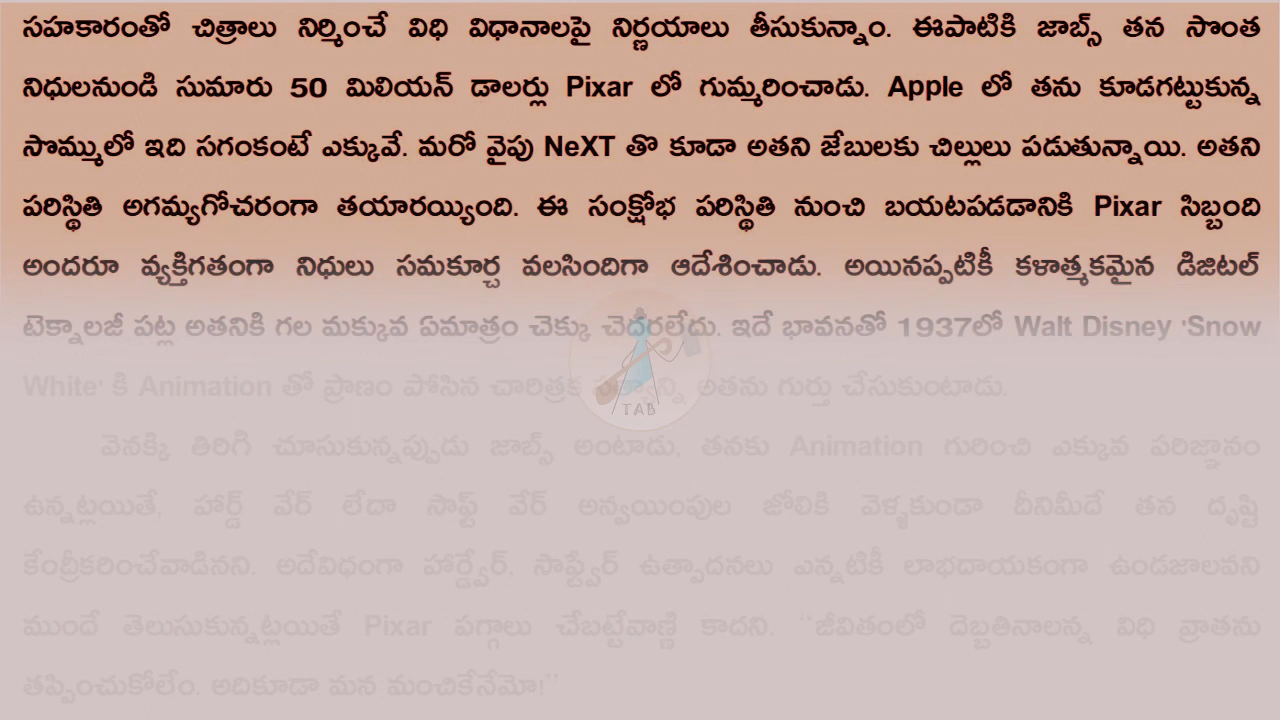 సహకారంతో చిత్రాలు నిర్మించే విధి విధానాలపై నిర్ణయాలు తీసుకున్నాం. ఈపాటికి జాబ్స్ తన సొంత
నిధులనుండి సుమారు 50 మిలియన్ డాలర్లు Pixar లో గుమ్మరించాడు. Apple లో తను కూడగట్టుకున్న
సొమ్ములో ఇది సగంకంటే ఎక్కువే. మరో వైపు NeXT తొ కూడా అతని జేబులకు చిల్లులు పడుతున్నాయి. అతని
పరిస్థితి అగమ్యగోచరంగా తయారయ్యింది. ఈ సంక్షోభ పరిస్థితి నుంచి బయటపడడానికి Pixar సిబ్బంది
అందరూ వ్యక్తిగతంగా నిధులు సమకూర్చ వలసిందిగా ఆదేశించాడు. అయినప్పటికీ కళాత్మకమైన డిజిటల్
టెక్నాలజీ పట్ల అతనికి గల మక్కువ ఏమాత్రం చెక్కు చెదరలేదు. ఇదే భావనతో 1937లో Walt Disney 'Snow
White' కి Animation తో ప్రాణం పోసిన చారిత్రక సత్యాన్ని అతను గుర్తు చేసుకుంటాడు.
వెనక్కి తిరిగి చూసుకున్నప్పుడు జాబ్స్ అంటాడు, తనకు Animation గురించి ఎక్కువ పరిజ్ఞానం
ఉన్నట్లయితే, హార్డ్ వేర్ లేదా సాఫ్ట్ వేర్ అన్వయింపుల జోలికి వెళ్ళకుండా దీనిమీదే తన దృష్టి
కేంద్రీకరించేవాడినని. అదేవిధంగా హార్డ్వేర్, సాఫ్ట్వేర్ ఉత్పాదనలు ఎన్నటికీ లాభదాయకంగా ఉండజాలవని
ముందే తెలుసుకున్నట్లయితే Pixar పగ్గాలు చేబట్టేవాణ్ణి కాదని. “జీవితంలో దెబ్బతినాలన్న విధి వ్రాతను
తప్పించుకోలేం. అదికూడా మన మంచికేనేమో!”
TAB